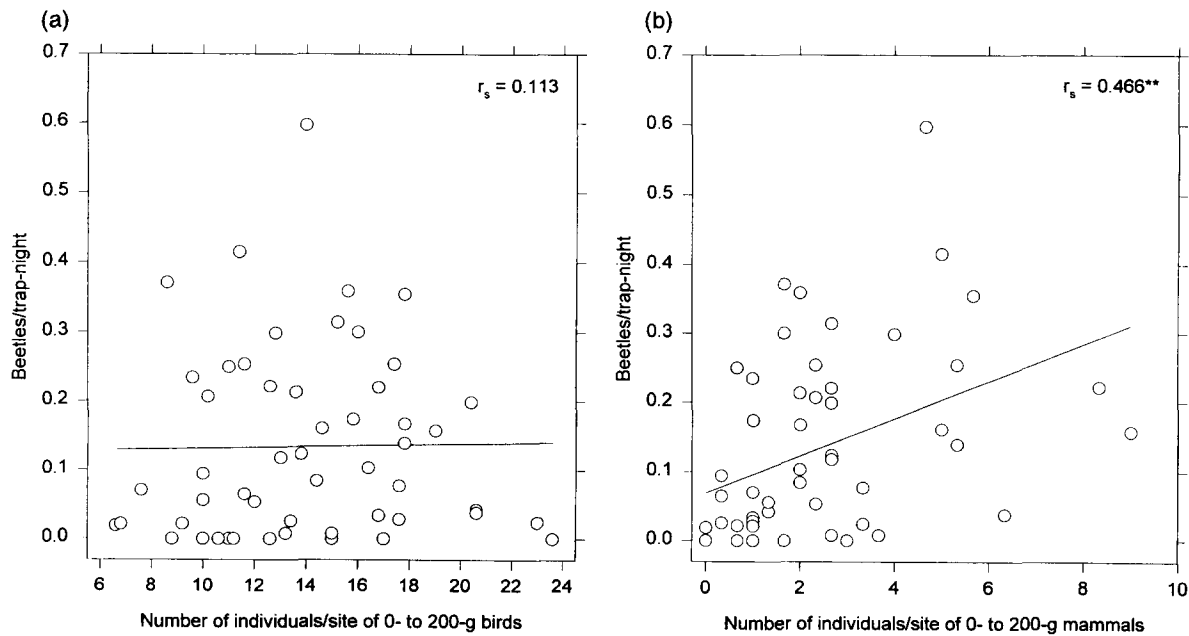 (a)
0.7
0.6
0.5
0.4
0.3
0.2
0.1
0.0
Beetles/trap-night
r_s = 0.113
6 8 10 12 14 16 18 20 22 24
Number of individuals/site of 0- to 200-g birds
(b)
0.7
0.6
0.5
0.4
0.3
0.2
0.1
0.0
Beetles/trap-night
r_s = 0.466**
0 2 4 6 8 10
Number of individuals/site of 0- to 200-g mammals